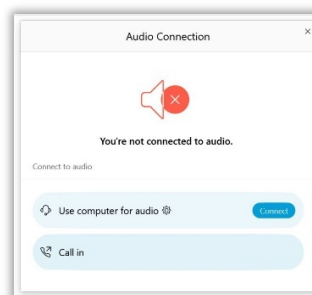 Audio Connection
You're not connected to audio.
Connect to audio
Use computer for audio
Connect
Call in